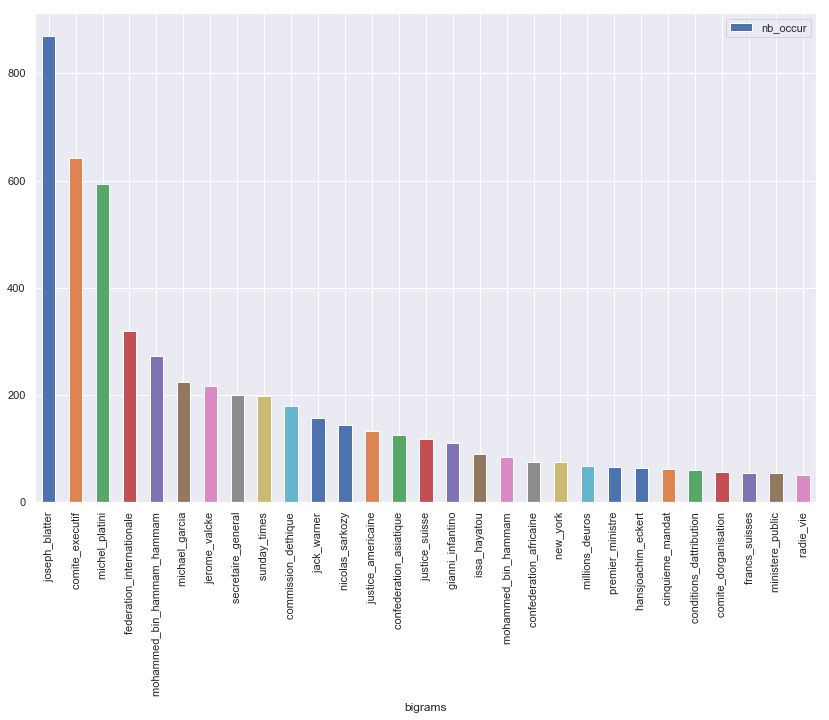 nb_occur
800
600
400
200
0
joseph_blatter
comite_executif
michel_platini
federation_internationale
mohammed_bin_hammam_hammam
michael_garcia
jerome_valcke
secretaire_general
sunday_times
commission_dethique
jack_warner
nicolas_sarkozy
justice_americaine
confederation_asiatique
justice_suisse
gianni_infantino
issa_hayatou
mohammed_bin_hammam
confederation_africaine
new_york
millions_deuros
premier_ministre
hansjoachim_eckert
cinquieme_mandat
conditions_dattribution
comite_dorganisation
francs_suisses
ministere_public
radie_vie
bigrams